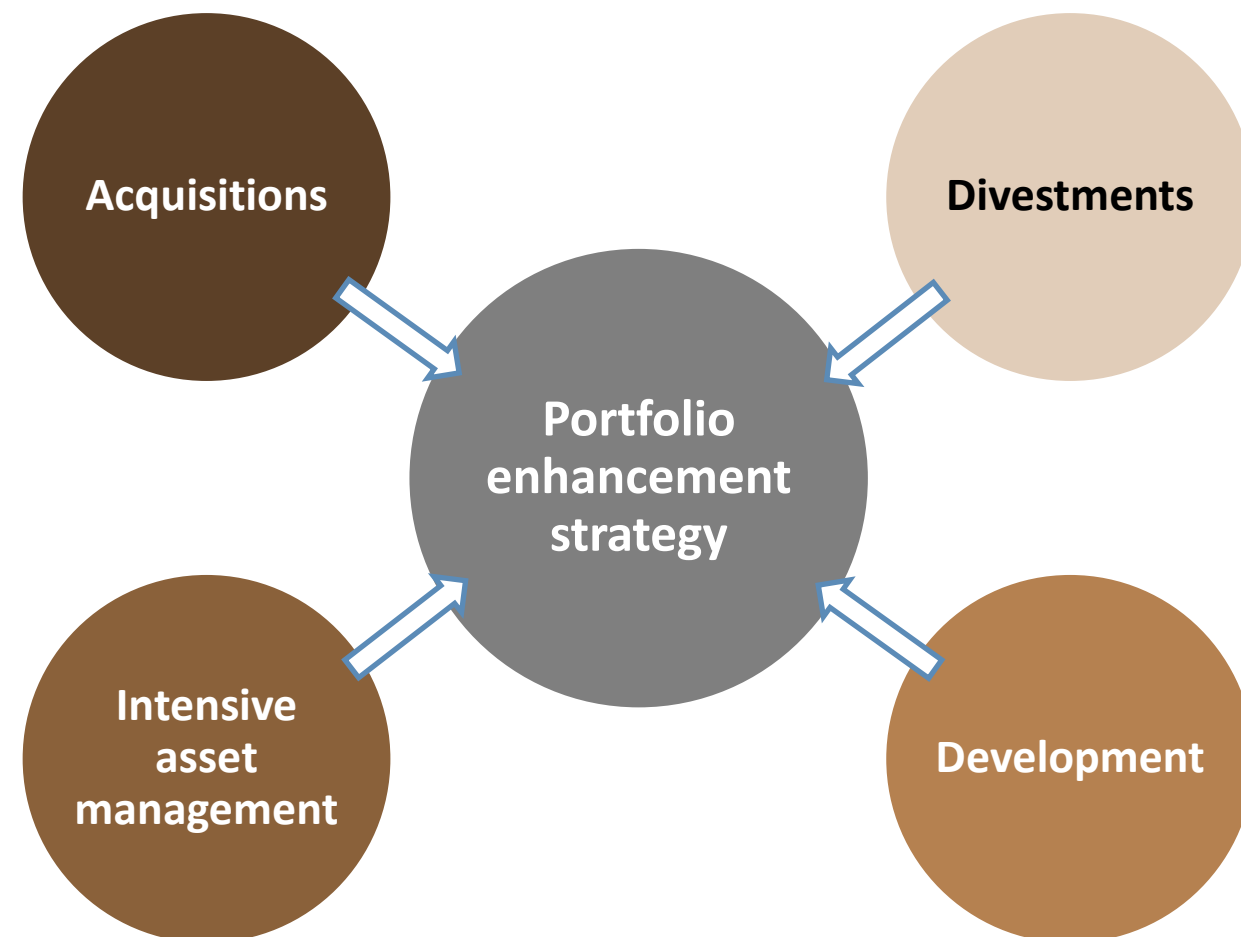 Acquisitions
Divestments
Portfolio
enhancement
strategy
Intensive
asset
management
Development